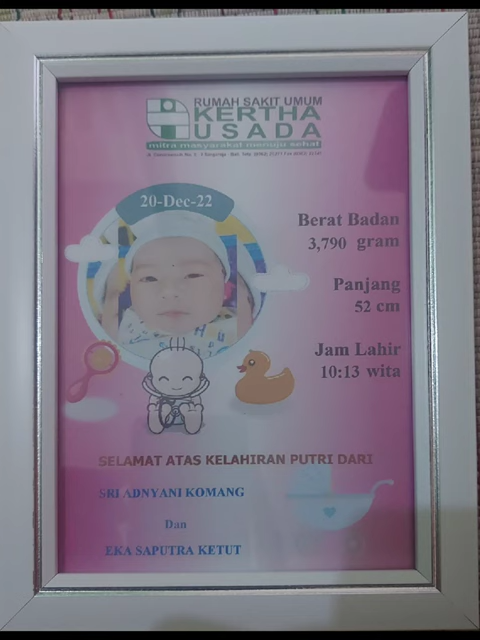 RUMAH SAKIT UMUM
KERTHA
USADA
mitra masyarakat menuju sehat
20-Dec-22
Berat Badan
3,790 gram
Panjang
52 cm
Jam Lahir
10:13 wita
SELAMAT ATAS KELAHIRAN PUTRI DARI
SRI ADNYANI KOMANG
Dan
EKA SAPUTRA KETUT